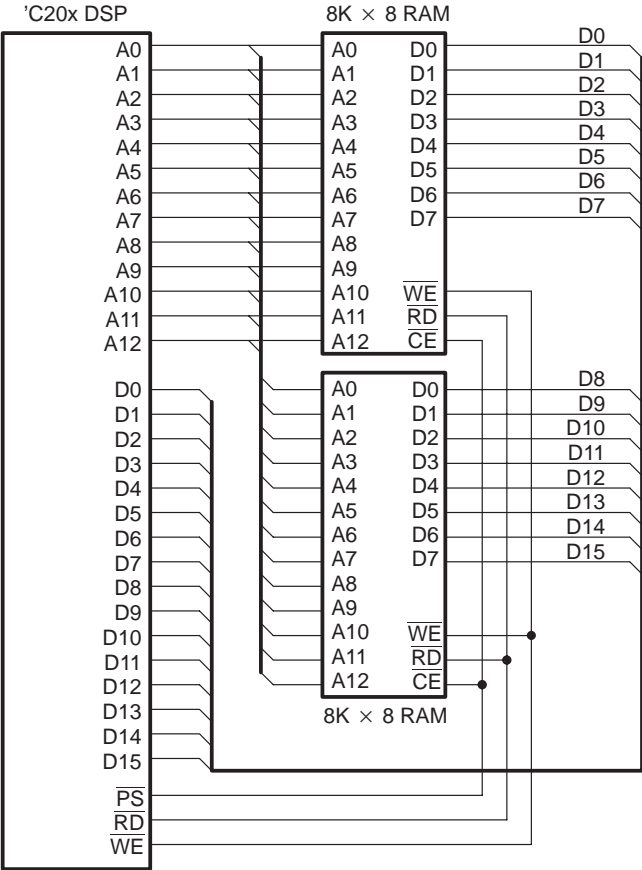 'C20x DSP
A0
A1
A2
A3
A4
A5
A6
A7
A8
A9
A10
A11
A12
D0
D1
D2
D3
D4
D5
D6
D7
D8
D9
D10
D11
D12
D13
D14
D15
PS
RD
WE
8K × 8 RAM
A0 D0
A1 D1
A2 D2
A3 D3
A4 D4
A5 D5
A6 D6
A7 D7
A8
A9
A10 WE
A11 RD
A12 CE
D0
D1
D2
D3
D4
D5
D6
D7
A0 D0
A1 D1
A2 D2
A3 D3
A4 D4
A5 D5
A6 D6
A7 D7
A8
A9
A10 WE
A11 RD
A12 CE
8K × 8 RAM
D8
D9
D10
D11
D12
D13
D14
D15